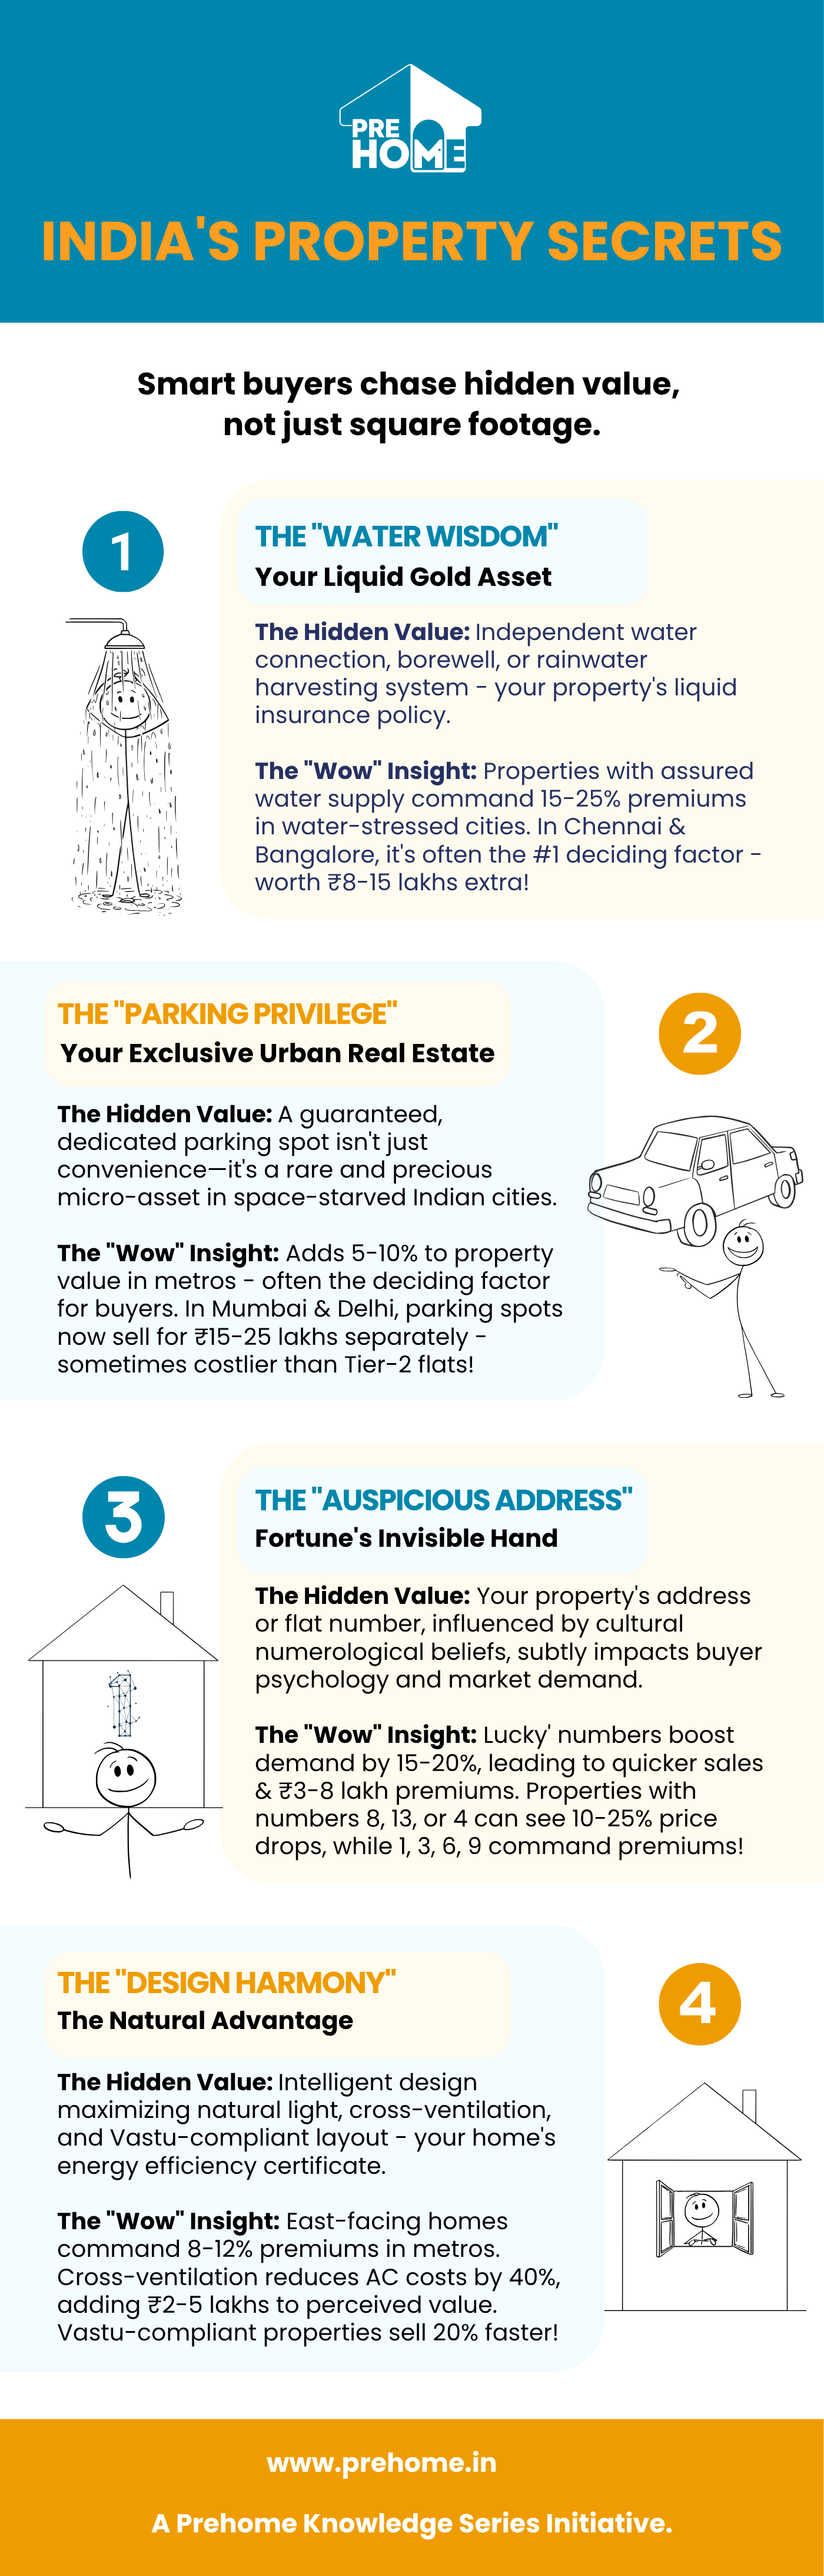 PRE
HOME
INDIA'S PROPERTY SECRETS
Smart buyers chase hidden value,
not just square footage.
1
THE "WATER WISDOM"
Your Liquid Gold Asset
The Hidden Value: Independent water
connection, borewell, or rainwater
harvesting system - your property's liquid
insurance policy.
The "Wow" Insight: Properties with assured
water supply command 15-25% premiums
in water-stressed cities. In Chennai &
Bangalore, it's often the #1 deciding factor -
worth ₹8-15 lakhs extra!
THE "PARKING PRIVILEGE"
Your Exclusive Urban Real Estate
2
The Hidden Value: A guaranteed,
dedicated parking spot isn't just
convenience—it's a rare and precious
micro-asset in space-starved Indian cities.
The "Wow" Insight: Adds 5-10% to property
value in metros - often the deciding factor
for buyers. In Mumbai & Delhi, parking spots
now sell for ₹15-25 lakhs separately -
sometimes costlier than Tier-2 flats!
3
THE "AUSPICIOUS ADDRESS"
Fortune's Invisible Hand
The Hidden Value: Your property's address
or flat number, influenced by cultural
numerological beliefs, subtly impacts buyer
psychology and market demand.
1
The "Wow" Insight: Lucky' numbers boost
demand by 15-20%, leading to quicker sales
& ₹3-8 lakh premiums. Properties with
numbers 8, 13, or 4 can see 10-25% price
drops, while 1, 3, 6, 9 command premiums!
THE "DESIGN HARMONY"
The Natural Advantage
4
The Hidden Value: Intelligent design
maximizing natural light, cross-ventilation,
and Vastu-compliant layout - your home's
energy efficiency certificate.
The "Wow" Insight: East-facing homes
command 8-12% premiums in metros.
Cross-ventilation reduces AC costs by 40%,
adding ₹2-5 lakhs to perceived value.
Vastu-compliant properties sell 20% faster!
www.prehome.in
A Prehome Knowledge Series Initiative.